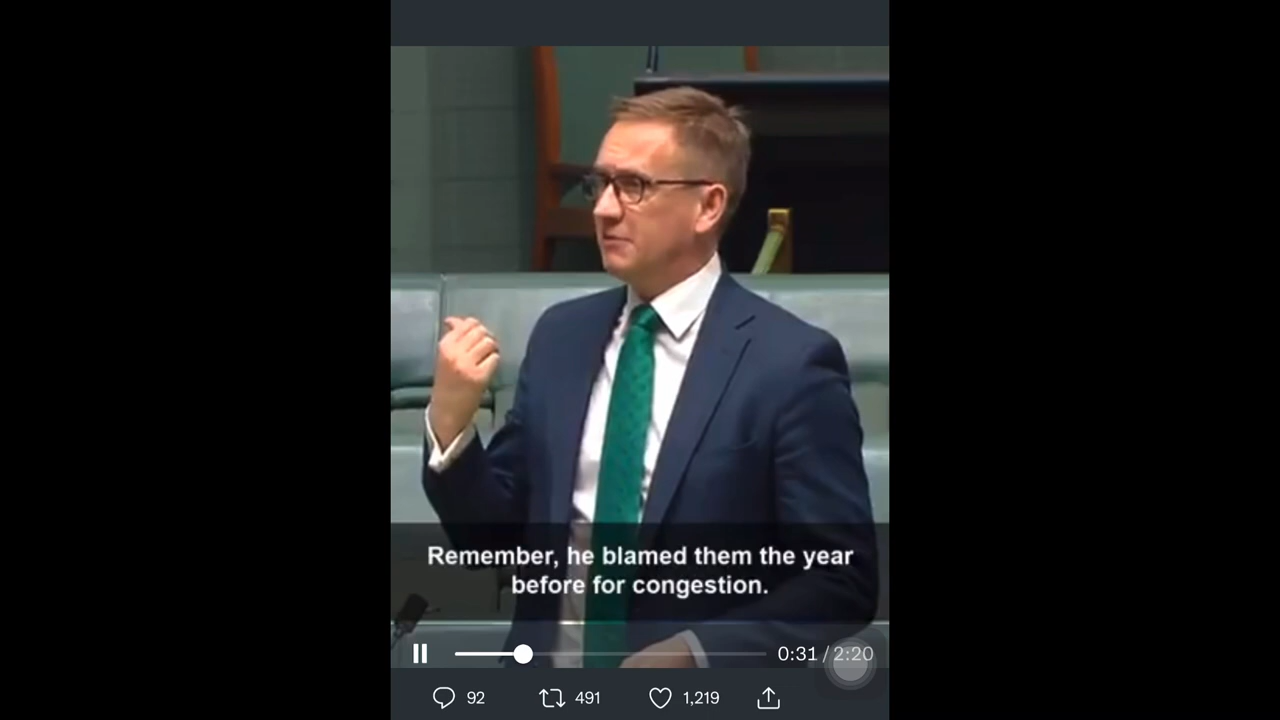 Remember, he blamed them the year
before for congestion.
0:31 / 2:20
92 491 1,219